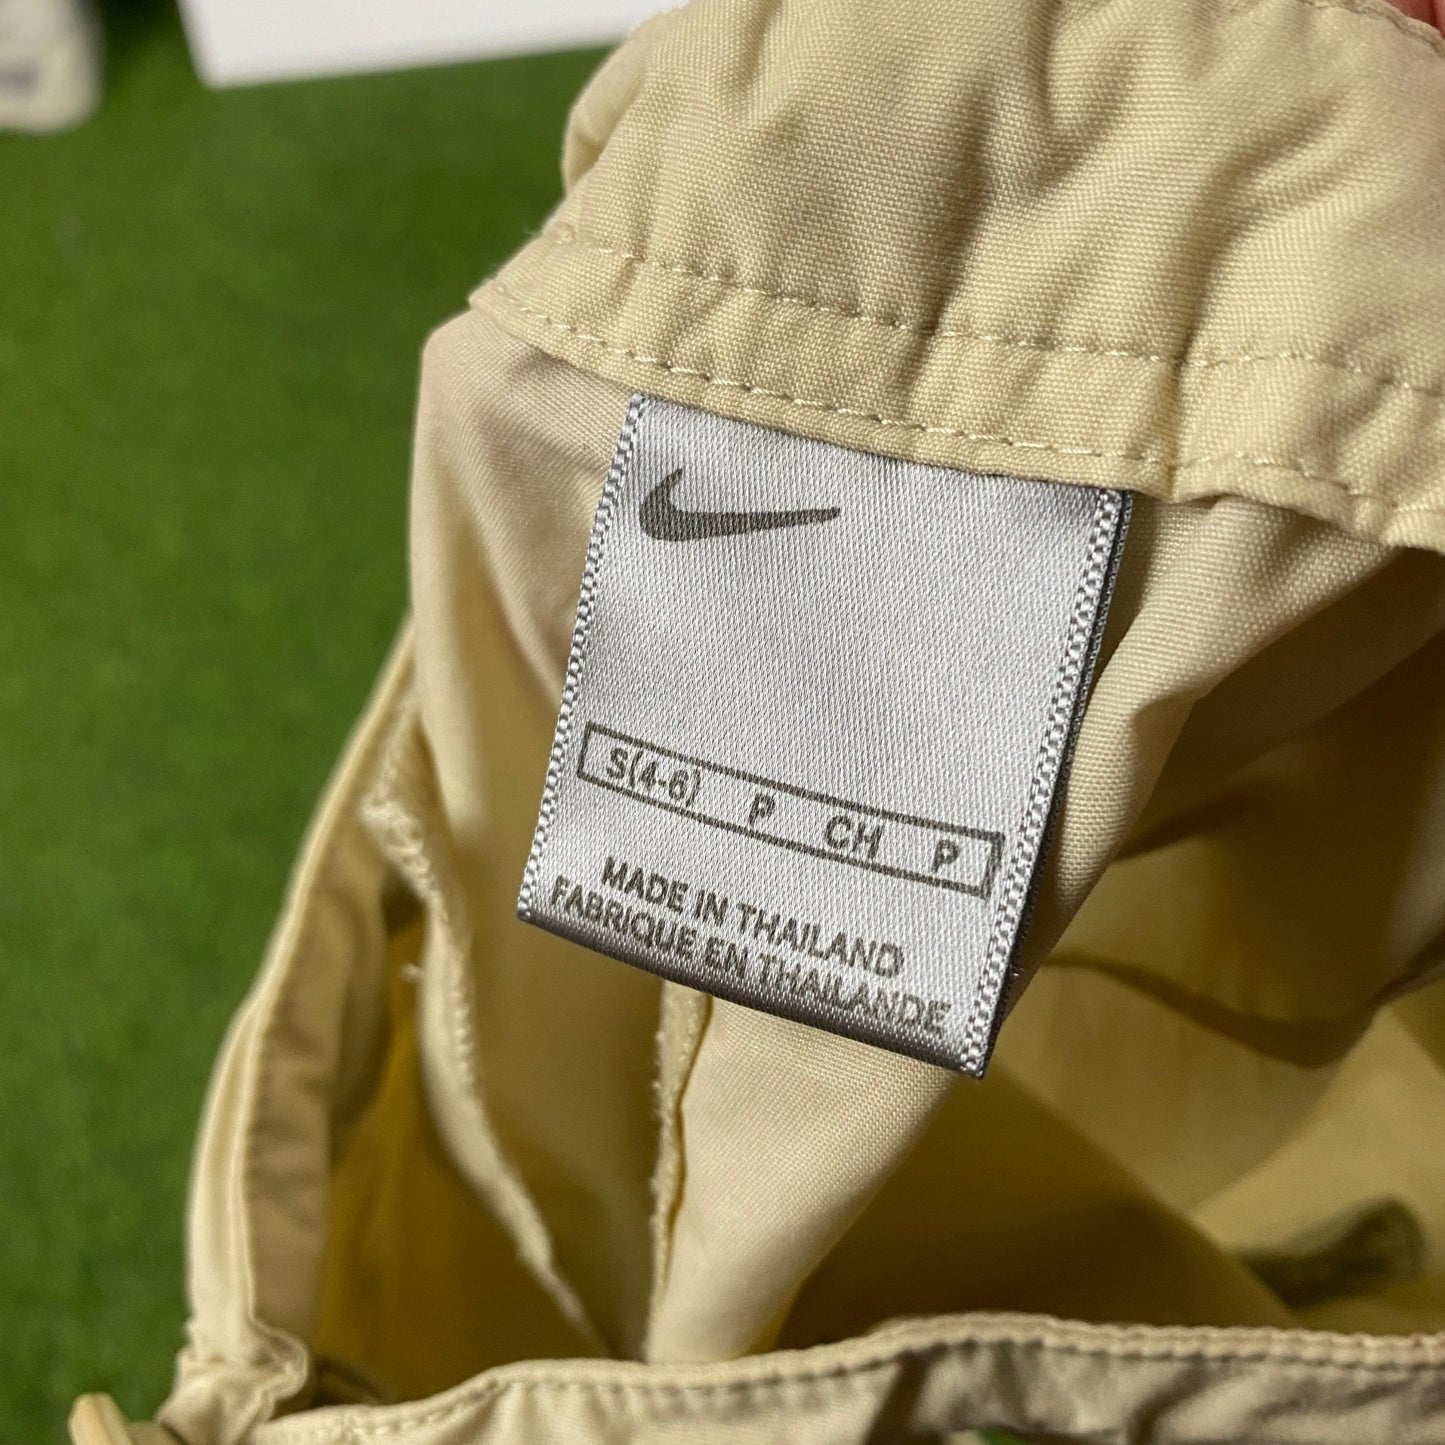 S(4-6) P CH P
MADE IN THAILAND
FABRIQUE EN THAILANDE